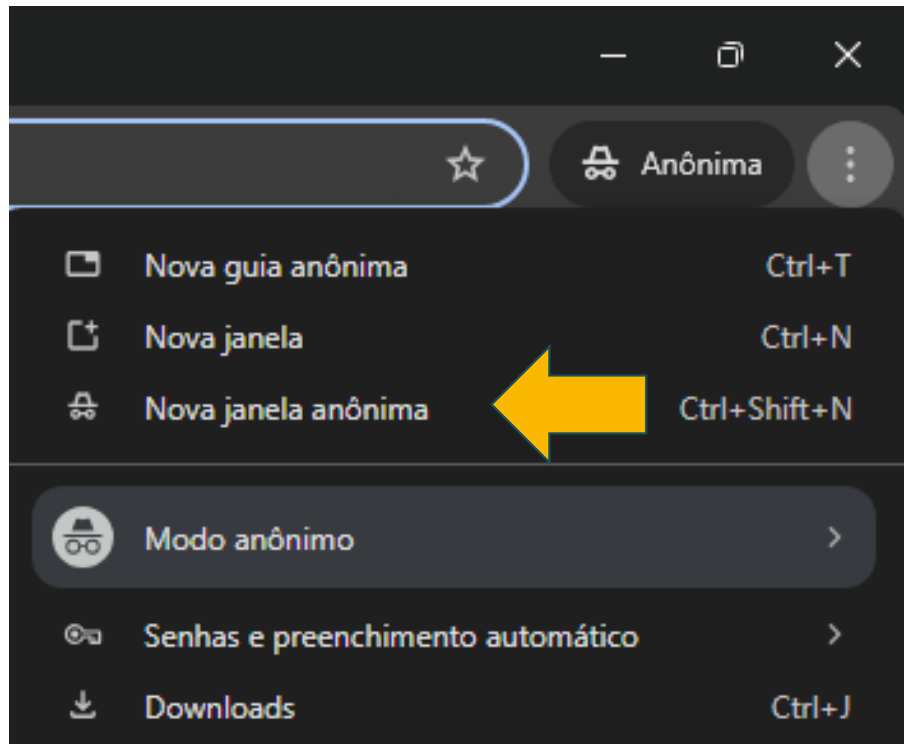 Anônima
Nova guia anônima Ctrl+T
Nova janela Ctrl+N
Nova janela anônima Ctrl+Shift+N
Modo anônimo
Senhas e preenchimento automático
Downloads Ctrl+J